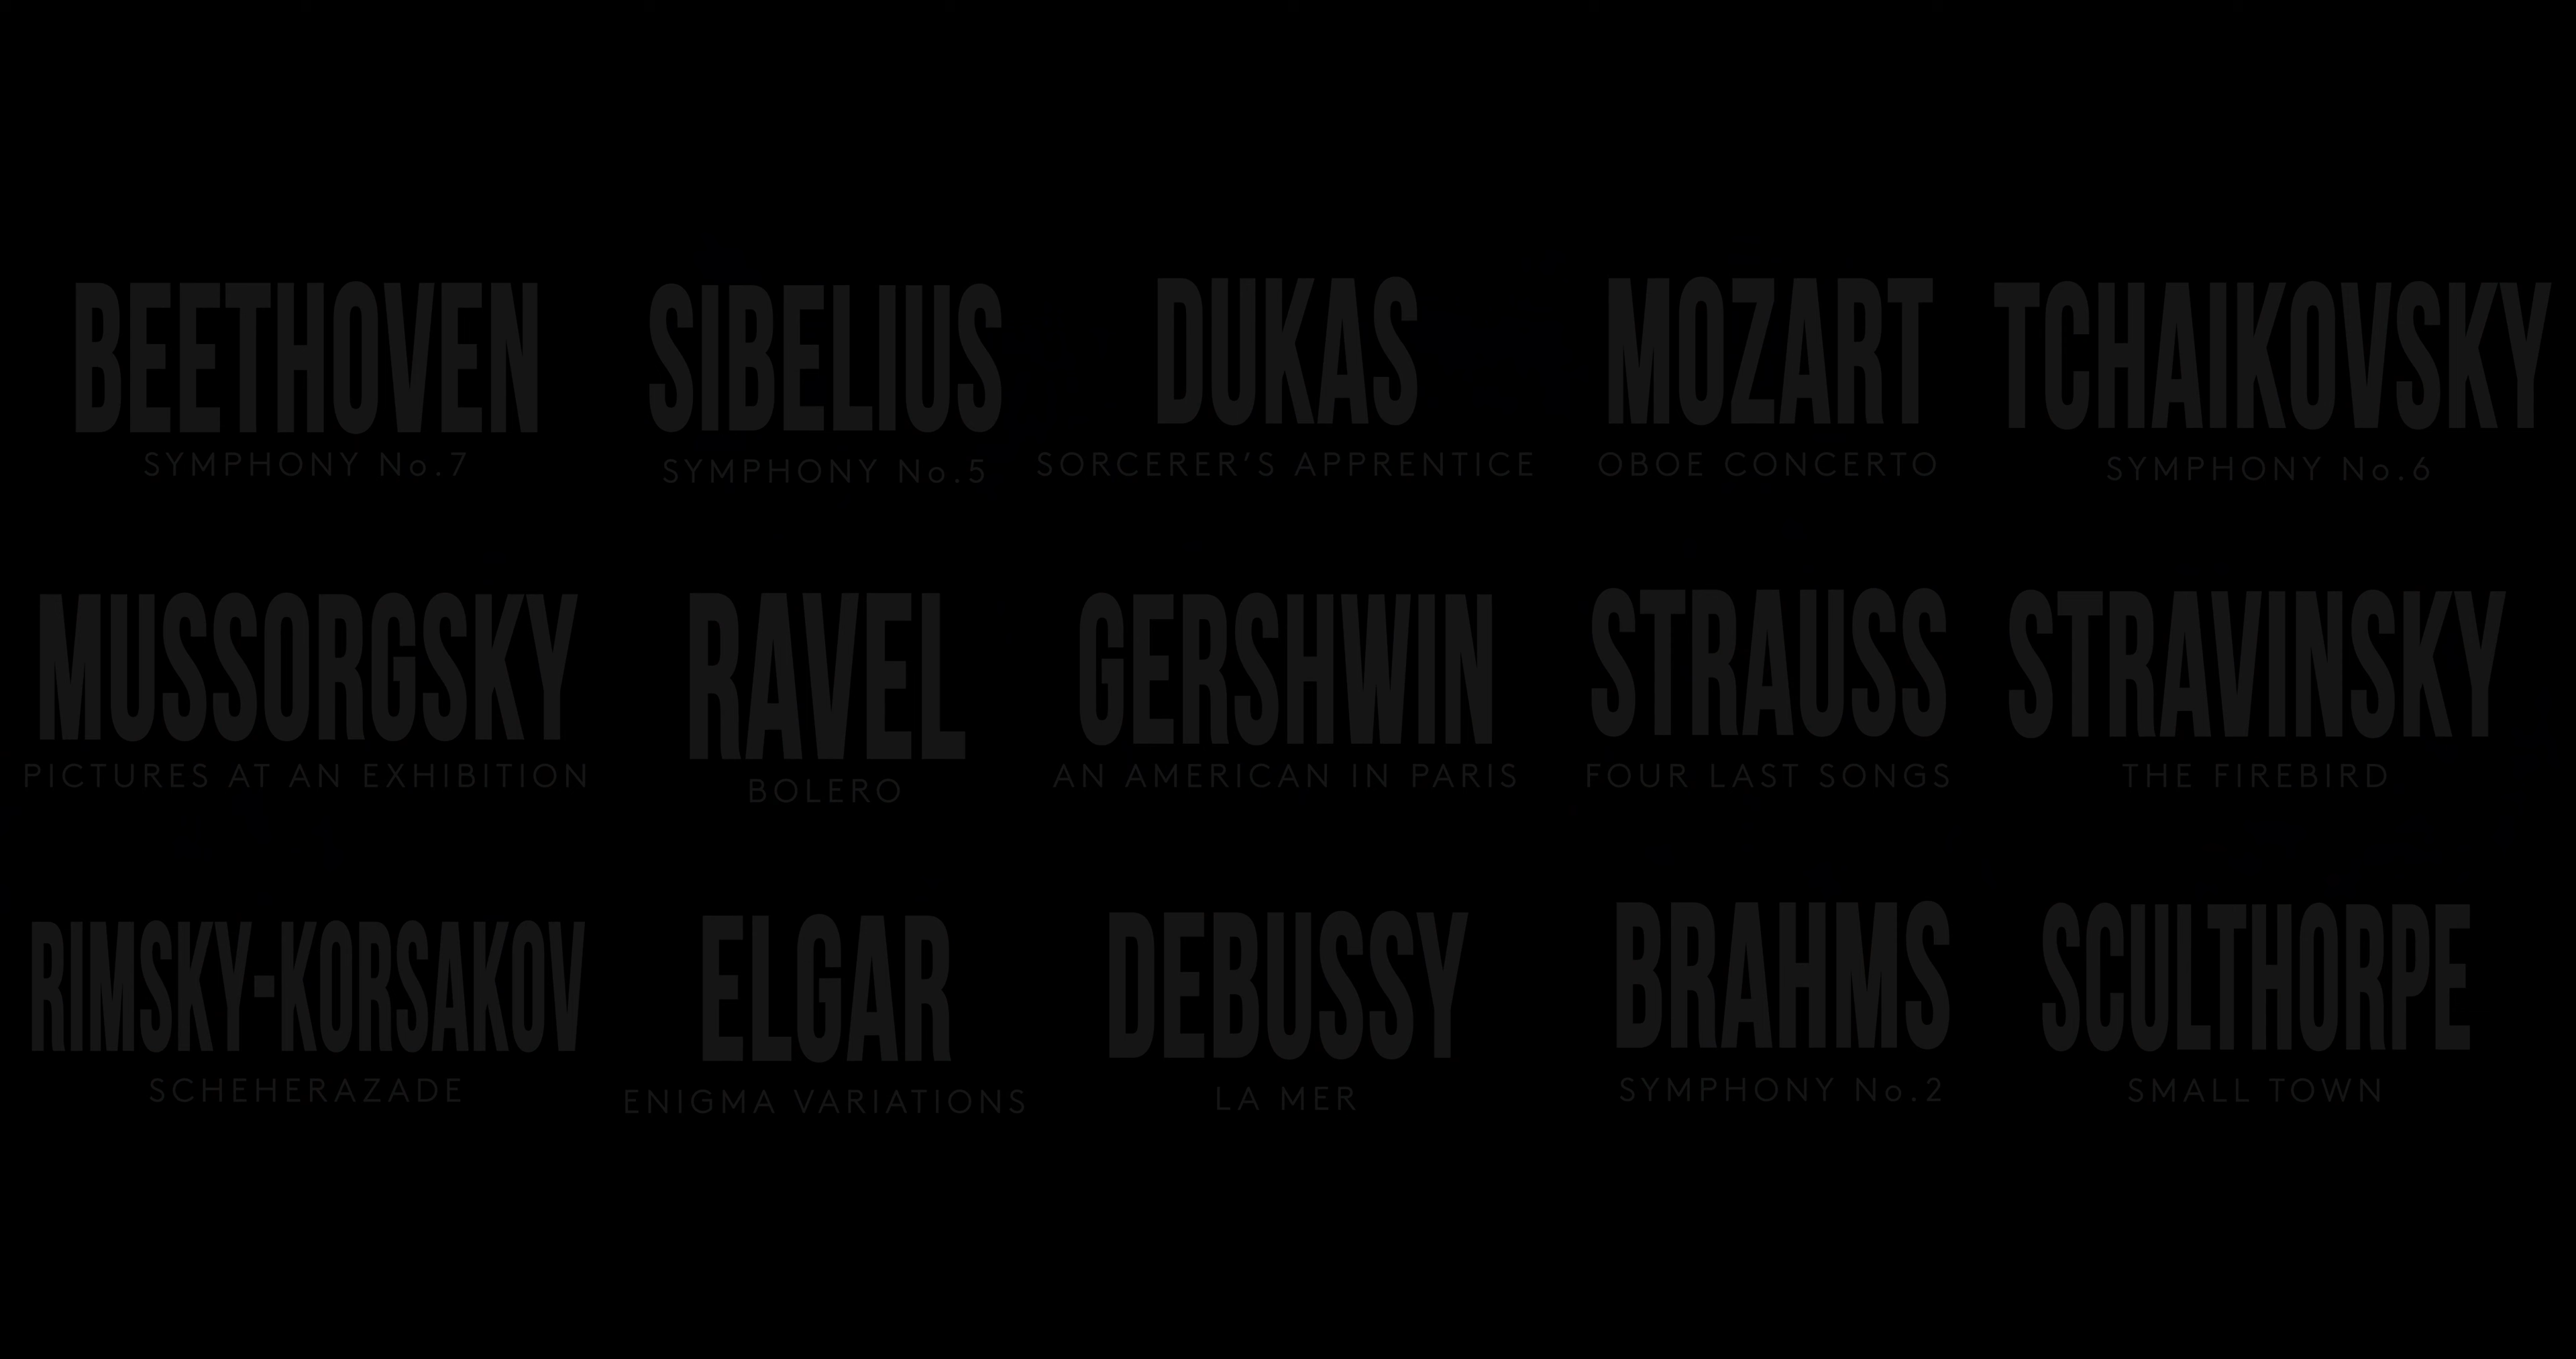 BEETHOVEN
SYMPHONY No.7
SIBELIUS
SYMPHONY No.5
DUKAS
SORCERER'S APPRENTICE
MOZART
OBOE CONCERTO
TCHAIKOVSKY
SYMPHONY No.6
MUSSORGSKY
PICTURES AT AN EXHIBITION
RAVEL
BOLERO
GERSHWIN
AN AMERICAN IN PARIS
STRAUSS
FOUR LAST SONGS
STRAVINSKY
THE FIREBIRD
RIMSKY-KORSAKOV
SCHEHERAZADE
ELGAR
ENIGMA VARIATIONS
DEBUSSY
LA MER
BRAHMS
SYMPHONY No.2
SCULTHORPE
SMALL TOWN